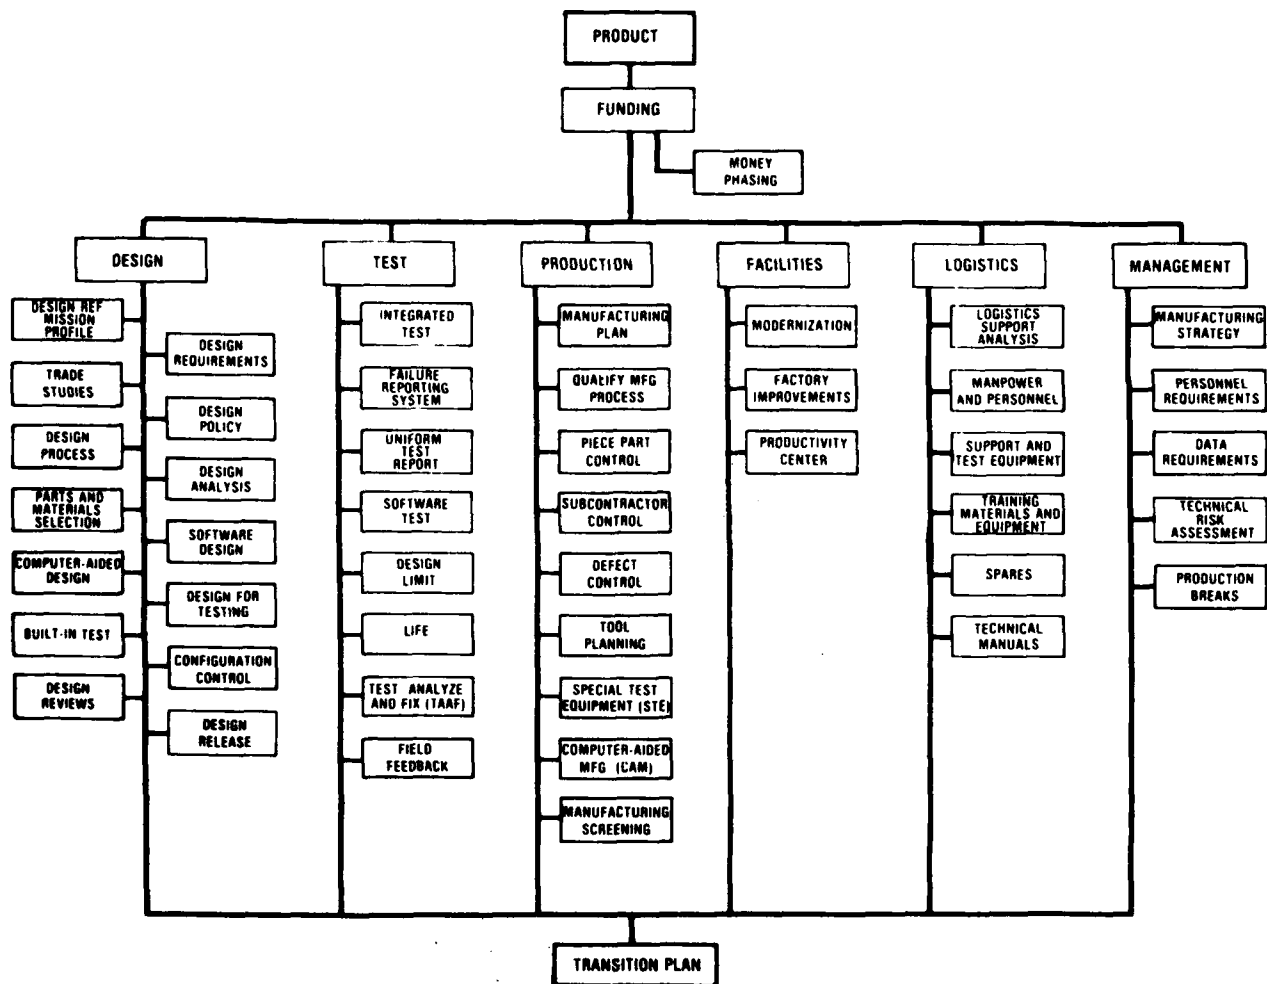 PRODUCT
FUNDING
MONEY
PHASING
DESIGN
TEST
PRODUCTION
FACILITIES
LOGISTICS
MANAGEMENT
DESIGN REF
MISSION
PROFILE
DESIGN
REQUIREMENTS
TRADE
STUDIES
DESIGN
POLICY
DESIGN
PROCESS
DESIGN
ANALYSIS
PARTS AND
MATERIALS
SELECTION
SOFTWARE
DESIGN
COMPUTER-AIDED
DESIGN
DESIGN FOR
TESTING
BUILT-IN TEST
CONFIGURATION
CONTROL
DESIGN
REVIEWS
DESIGN
RELEASE
INTEGRATED
TEST
FAILURE
REPORTING
SYSTEM
UNIFORM
TEST
REPORT
SOFTWARE
TEST
DESIGN
LIMIT
LIFE
TEST ANALYZE
AND FIX (TAAF)
FIELD
FEEDBACK
MANUFACTURING
PLAN
QUALIFY MFG
PROCESS
PIECE PART
CONTROL
SUBCONTRACTOR
CONTROL
DEFECT
CONTROL
TOOL
PLANNING
SPECIAL TEST
EQUIPMENT (STE)
COMPUTER-AIDED
MFG (CAM)
MANUFACTURING
SCREENING
MODERNIZATION
FACTORY
IMPROVEMENTS
PRODUCTIVITY
CENTER
LOGISTICS
SUPPORT
ANALYSIS
MANPOWER
AND PERSONNEL
SUPPORT AND
TEST EQUIPMENT
TRAINING
MATERIALS AND
EQUIPMENT
SPARES
TECHNICAL
MANUALS
MANUFACTURING
STRATEGY
PERSONNEL
REQUIREMENTS
DATA
REQUIREMENTS
TECHNICAL
RISK
ASSESSMENT
PRODUCTION
BREAKS
TRANSITION PLAN